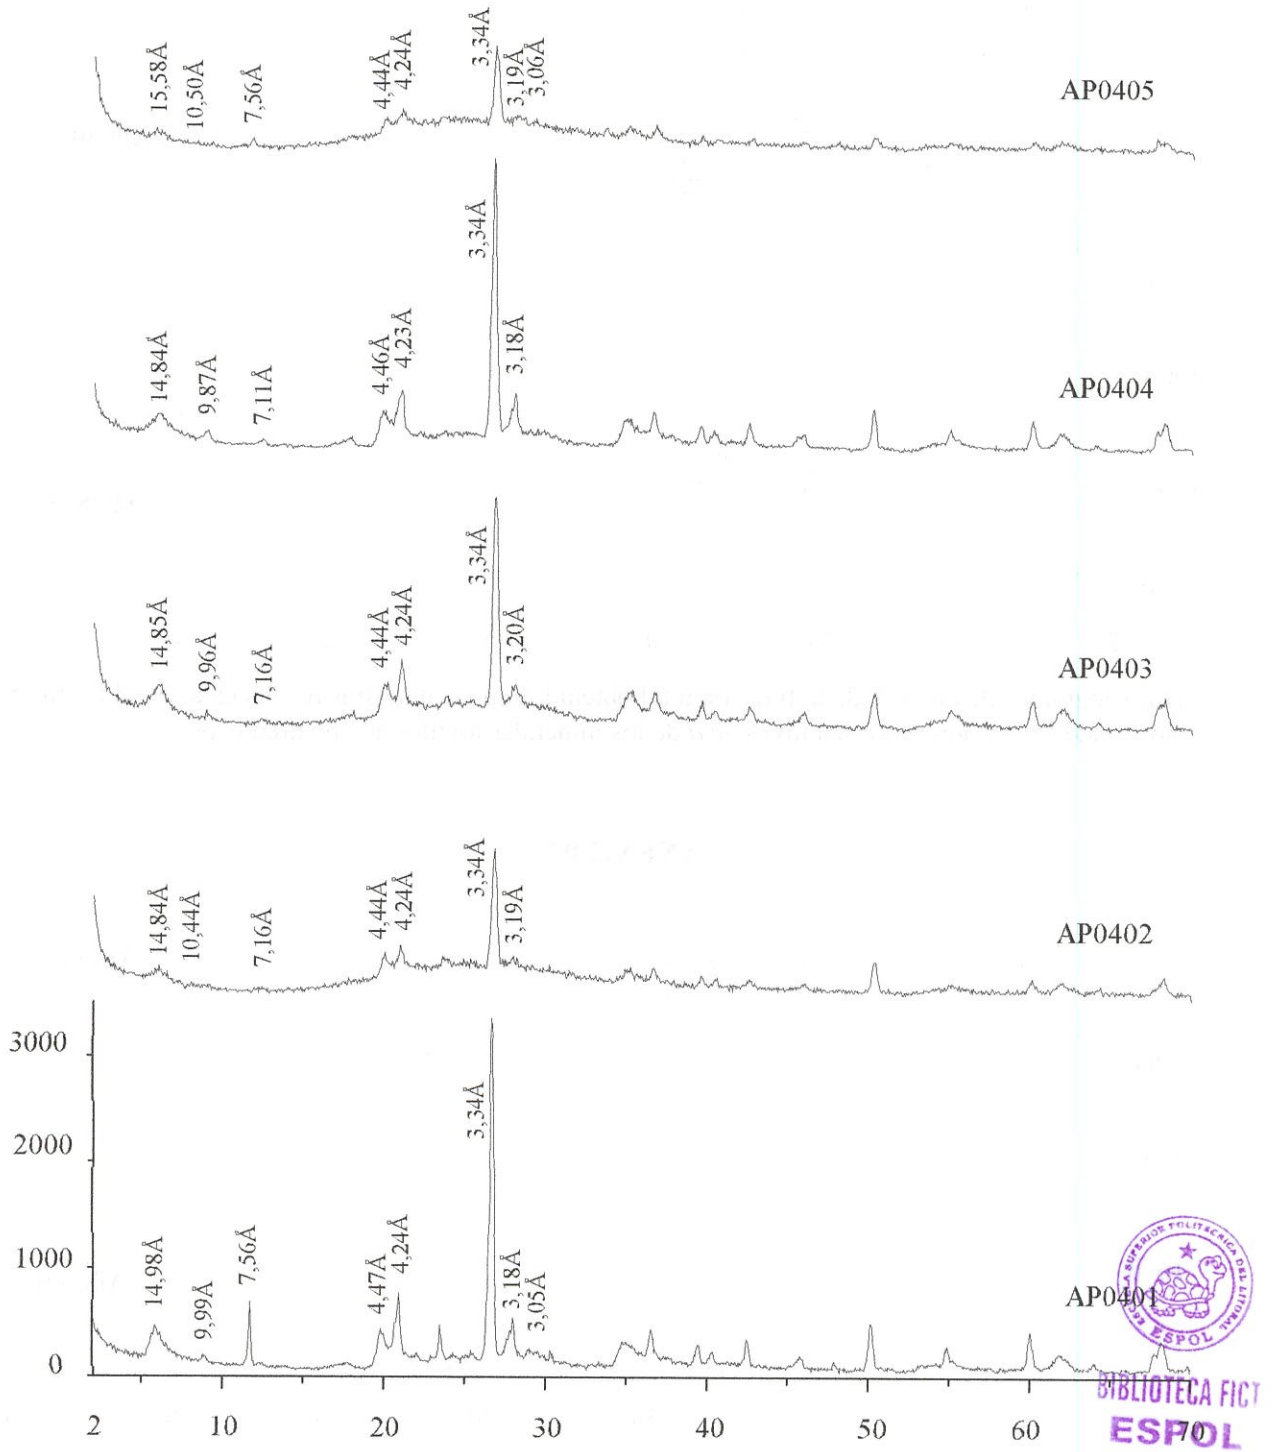 15,58Å
10,50Å
7,56Å
4,44Å
4,24Å
3,34Å
3,19Å
3,06Å
AP0405
14,84Å
9,87Å
7,11Å
4,46Å
4,23Å
3,34Å
3,18Å
AP0404
14,85Å
9,96Å
7,16Å
4,44Å
4,24Å
3,34Å
3,20Å
AP0403
14,84Å
10,44Å
7,16Å
4,44Å
4,24Å
3,34Å
3,19Å
AP0402
3000
2000
1000
0
14,98Å
9,99Å
7,56Å
4,47Å
4,24Å
3,34Å
3,18Å
3,05Å
AP0401
2 10 20 30 40 50 60 70
ESCUELA SUPERIOR POLITECNICA DEL LITORAL
ESPOL
BIBLIOTECA FICT
ESPOL